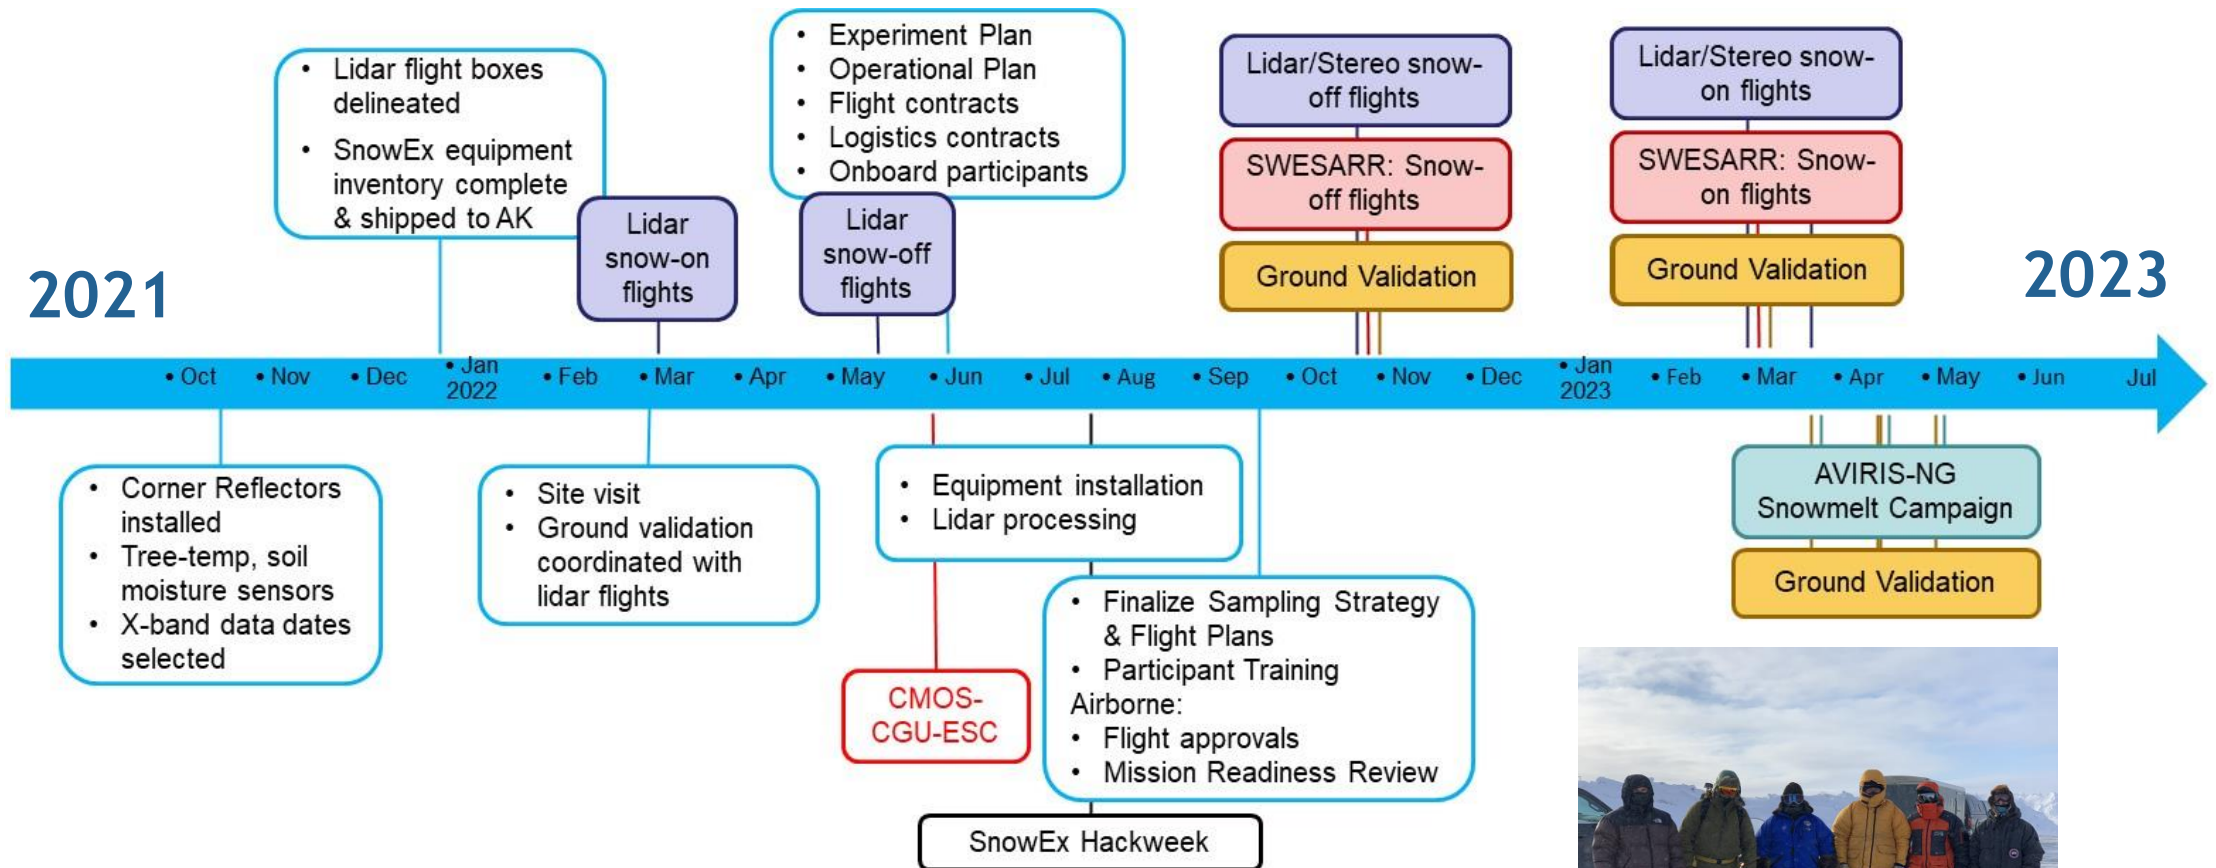 • Lidar flight boxes
delineated
• SnowEx equipment
inventory complete
& shipped to AK
Lidar
snow-on
flights
• Experiment Plan
• Operational Plan
• Flight contracts
• Logistics contracts
• Onboard participants
Lidar
snow-off
flights
Lidar/Stereo snow-
off flights
SWESARR: Snow-
off flights
Ground Validation
Lidar/Stereo snow-
on flights
SWESARR: Snow-
on flights
Ground Validation
2021
2023
• Oct • Nov • Dec • Jan
2022
• Feb • Mar • Apr • May • Jun • Jul • Aug • Sep • Oct • Nov • Dec • Jan
2023
• Feb • Mar • Apr • May • Jun Jul
• Corner Reflectors
installed
• Tree-temp, soil
moisture sensors
• X-band data dates
selected
• Site visit
• Ground validation
coordinated with
lidar flights
• Equipment installation
• Lidar processing
CMOS-
CGU-ESC
• Finalize Sampling Strategy
& Flight Plans
• Participant Training
Airborne:
• Flight approvals
• Mission Readiness Review
SnowEx Hackweek
AVIRIS-NG
Snowmelt Campaign
Ground Validation